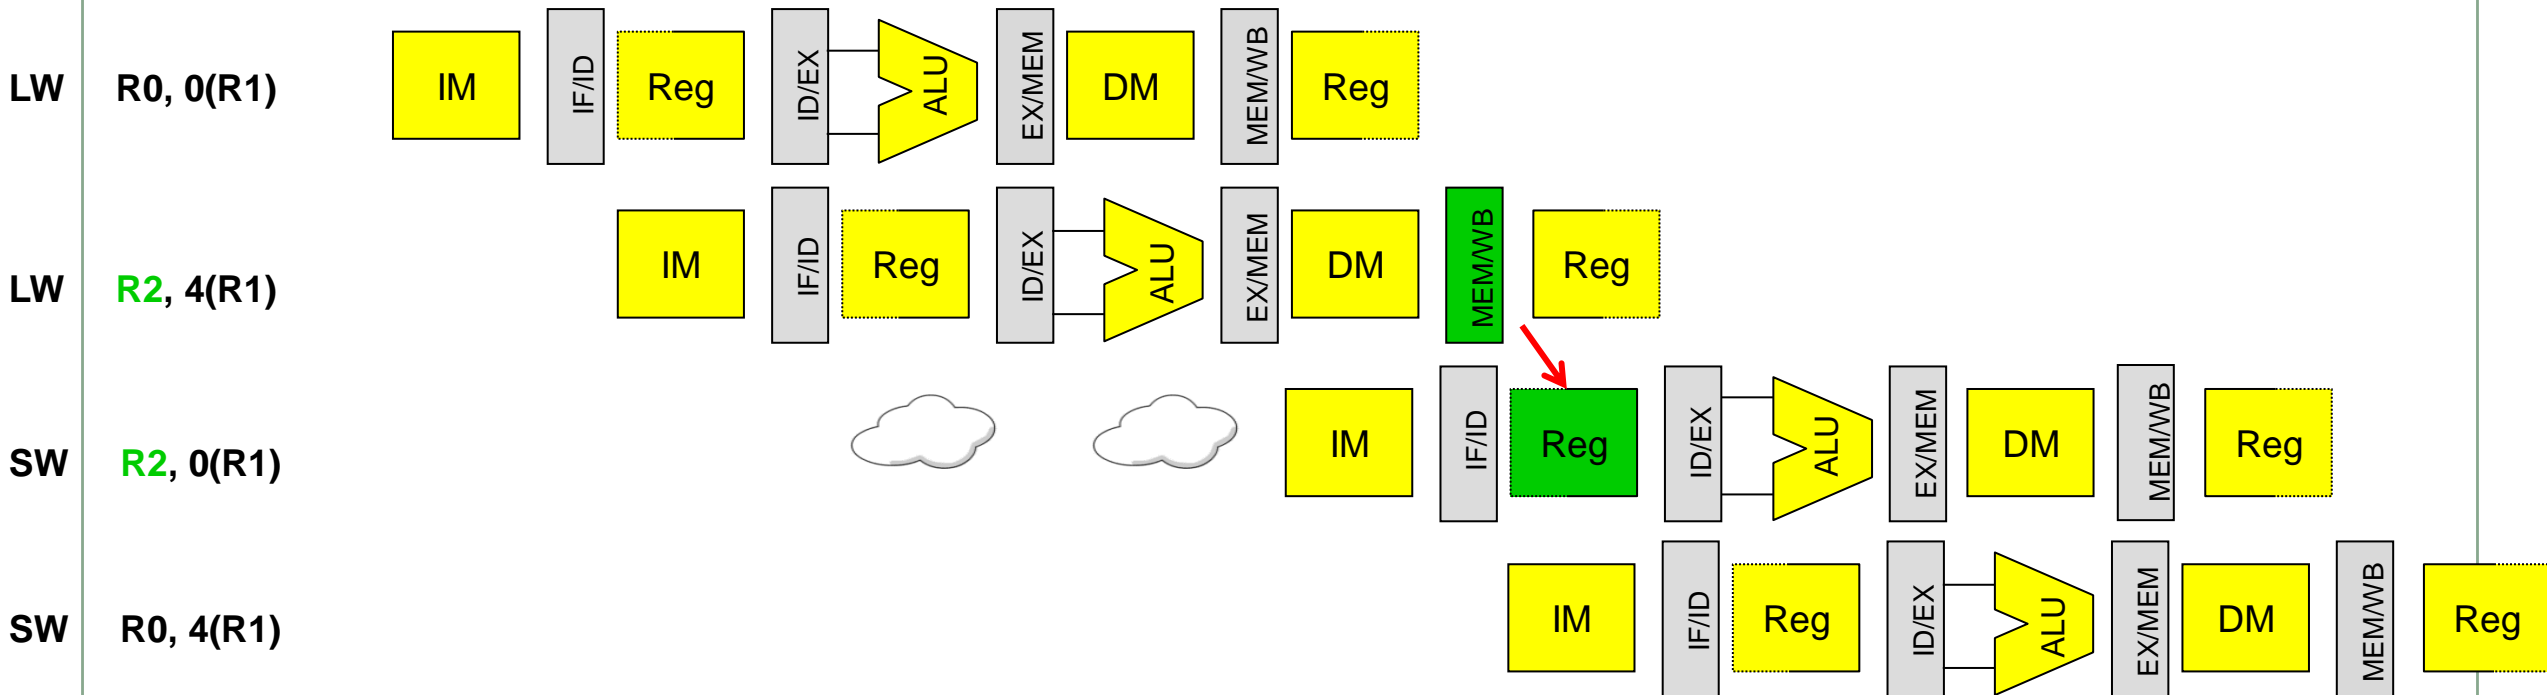 LW R0, 0(R1) IM IF/ID Reg ID/EX ALU EX/MEM DM MEM/WB Reg
LW R2, 4(R1) IM IF/ID Reg ID/EX ALU EX/MEM DM MEM/WB Reg
SW R2, 0(R1) IM IF/ID Reg ID/EX ALU EX/MEM DM MEM/WB Reg
SW R0, 4(R1) IM IF/ID Reg ID/EX ALU EX/MEM DM MEM/WB Reg